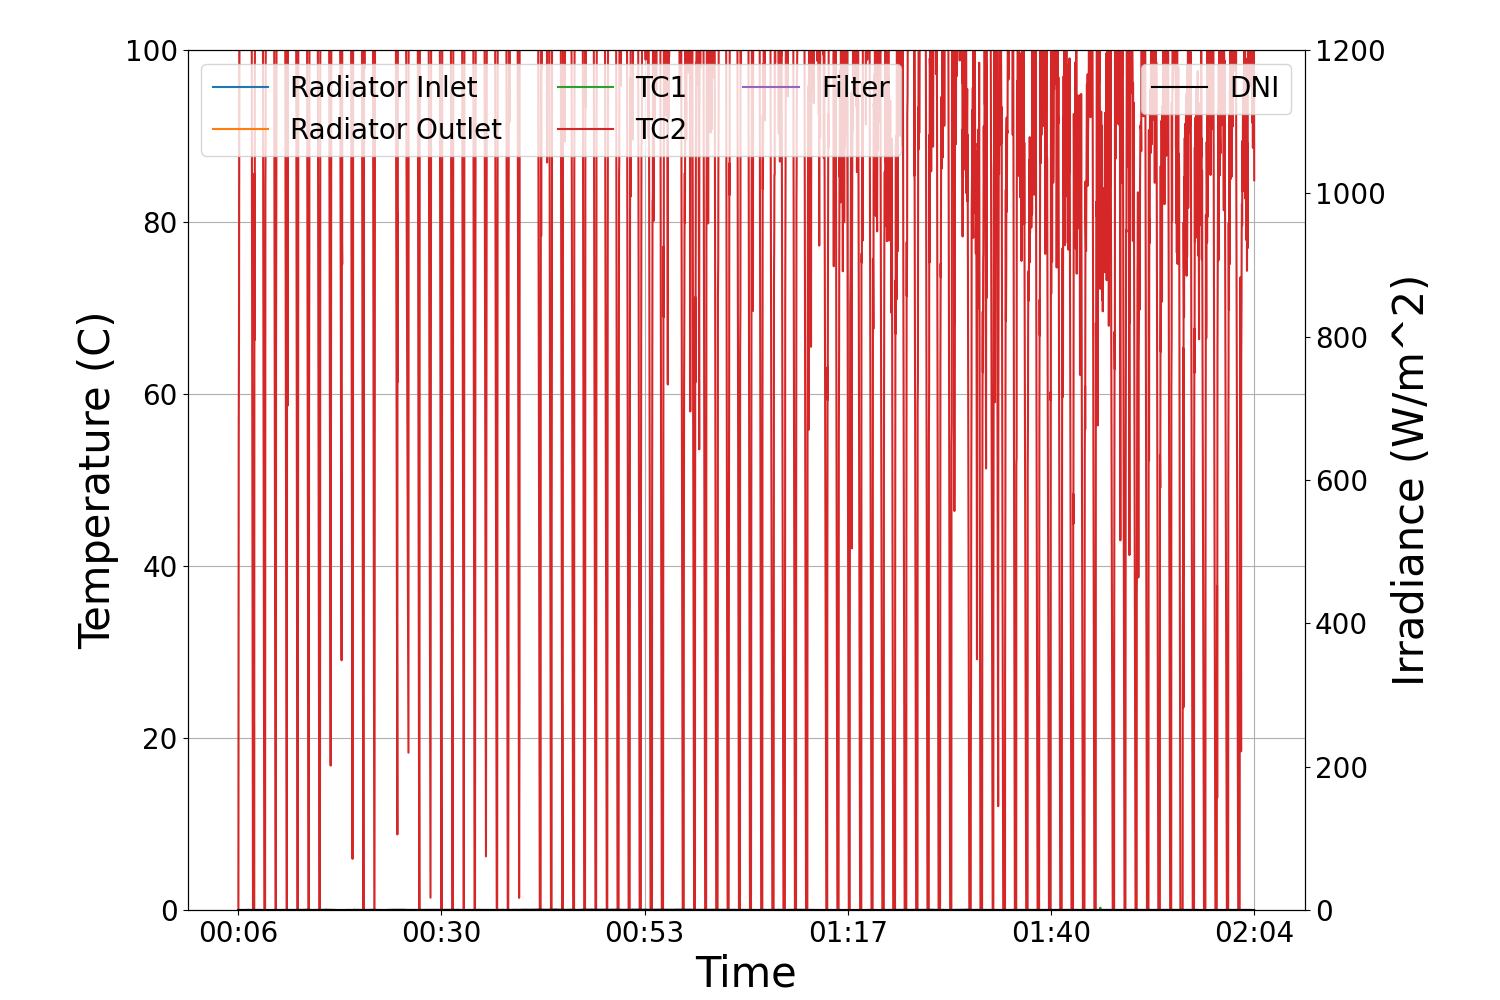 100
80
60
40
20
0
Temperature (C)
Radiator Inlet
Radiator Outlet
TC1
TC2
Filter
DNI
1200
1000
800
600
400
200
0
Irradiance (W/m^2)
00:06
00:30
00:53
01:17
01:40
02:04
Time